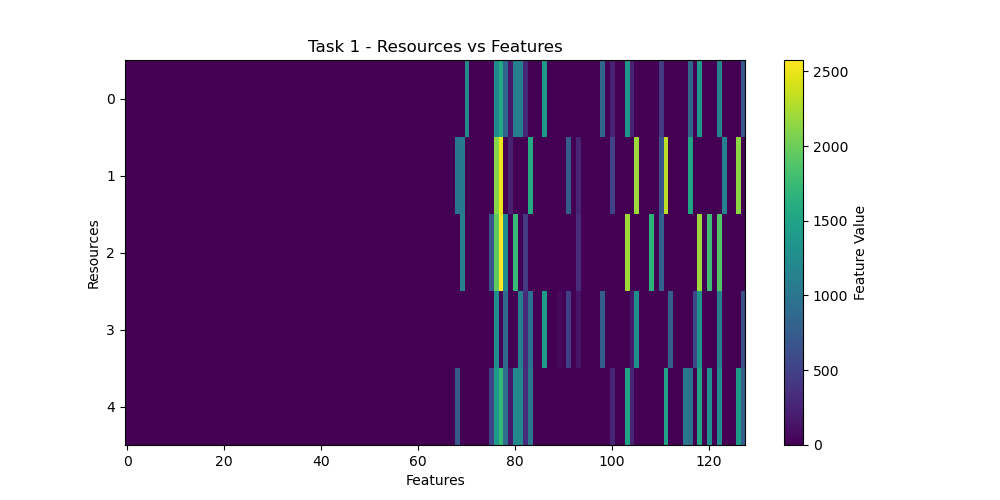 Task 1 - Resources vs Features
Resources
0
1
2
3
4
0 20 40 60 80 100 120
Features
2500
2000
1500
1000
500
0
Feature Value